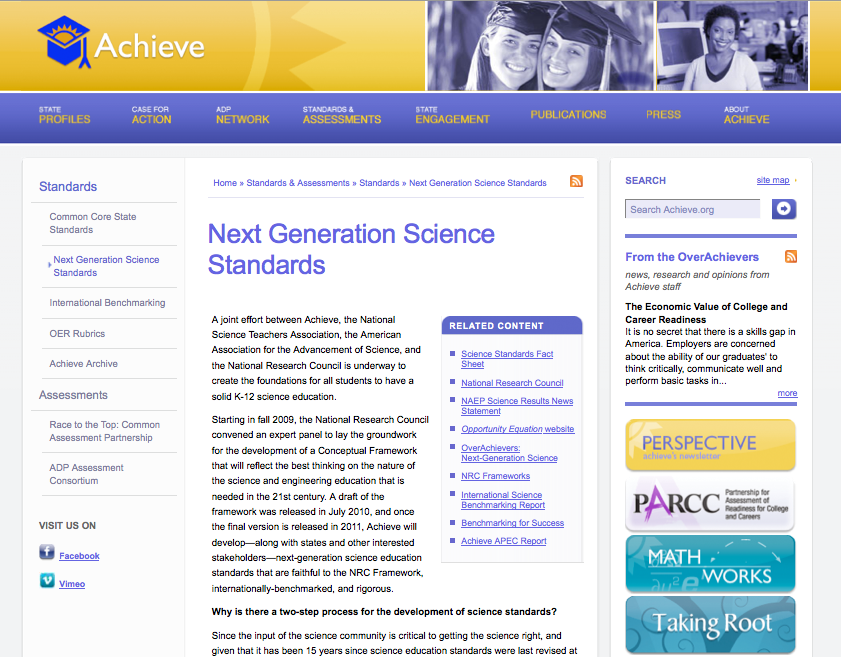 Achieve
STATE
PROFILES
CASE FOR
ACTION
ADP
NETWORK
STANDARDS &
ASSESSMENTS
STATE
ENGAGEMENT
PUBLICATIONS
PRESS
ABOUT
ACHIEVE
Standards
Common Core State
Standards
Next Generation Science
Standards
International Benchmarking
OER Rubrics
Achieve Archive
Assessments
Race to the Top: Common
Assessment Partnership
ADP Assessment
Consortium
VISIT US ON
Facebook
Vimeo
Home » Standards & Assessments » Standards » Next Generation Science Standards
Next Generation Science
Standards
A joint effort between Achieve, the National
Science Teachers Association, the American
Association for the Advancement of Science, and
the National Research Council is underway to
create the foundations for all students to have a
solid K-12 science education.
Starting in fall 2009, the National Research Council
convened an expert panel to lay the groundwork
for the development of a Conceptual Framework
that will reflect the best thinking on the nature of
the science and engineering education that is
needed in the 21st century. A draft of the
framework was released in July 2010, and once
the final version is released in 2011, Achieve will
develop—along with states and other interested
stakeholders—next-generation science education
standards that are faithful to the NRC Framework,
internationally-benchmarked, and rigorous.
Why is there a two-step process for the development of science standards?
Since the input of the science community is critical to getting the science right, and
given that it has been 15 years since science education standards were last revised at
RELATED CONTENT
Science Standards Fact
Sheet
National Research Council
NAEP Science Results News
Statement
Opportunity Equation website
OverAchievers:
Next-Generation Science
NRC Frameworks
International Science
Benchmarking Report
Benchmarking for Success
Achieve APEC Report
SEARCH
site map
Search Achieve.org
From the OverAchievers
news, research and opinions from
Achieve staff
The Economic Value of College and
Career Readiness
It is no secret that there is a skills gap in
America. Employers are concerned
about the ability of our graduates' to
think critically, communicate well and
perform basic tasks in...
more
PERSPECTIVE
achieve's newsletter
PARCC
Partnership for
Assessment of
Readiness for College
and Careers
MATH
WORKS
Taking Root